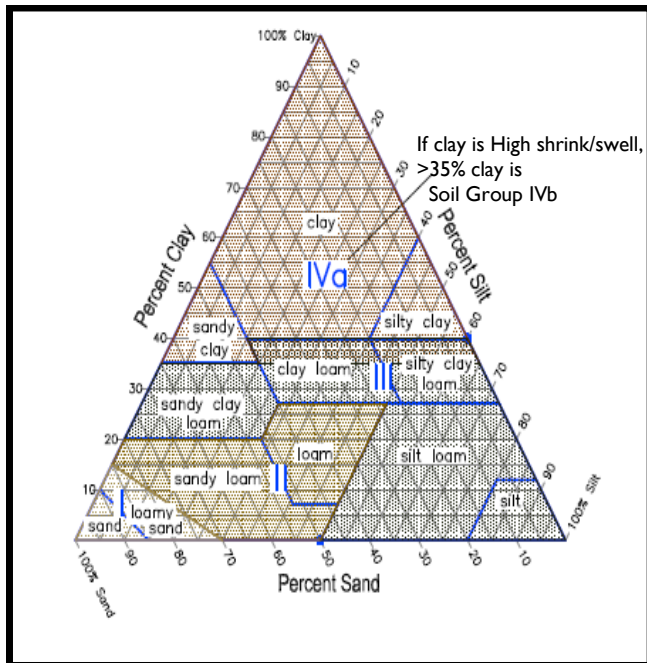 100% Clay
90
10
80
20
If clay is High shrink/swell,
>35% clay is
Soil Group IVb
70
30
clay
60
40
Percent Clay
Percent Silt
IVa
50
50
sandy
clay
silty clay
40
60
clay loam
III
silty clay
loam
30
70
sandy clay
loam
20
80
loam
silt loam
sandy loam
II
90
10
I
loamy
sand
sand
silt
100% Silt
100% Sand
90
80
70
60
50
40
30
20
10
Percent Sand